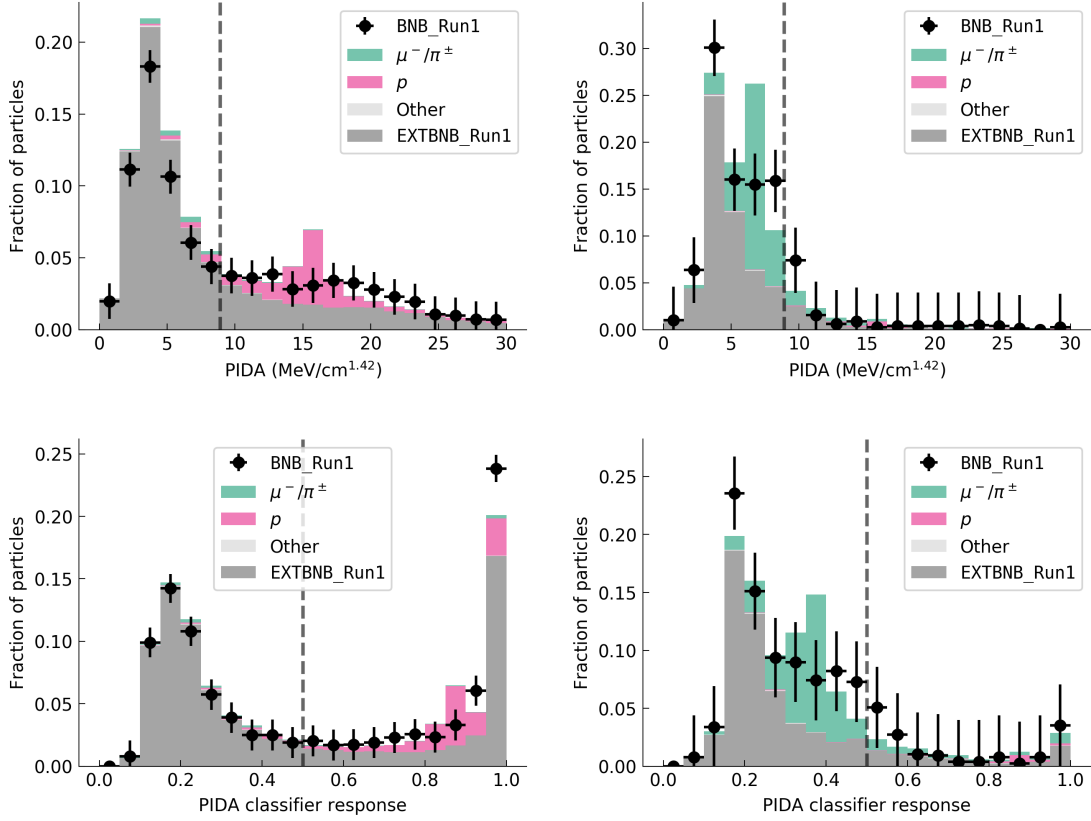 Fraction of particles
0.20
0.15
0.10
0.05
0.00
BNB_Run1
μ⁻/π±
p
Other
EXTBNB_Run1
0 5 10 15 20 25 30
PIDA (MeV/cm^1.42)
Fraction of particles
0.30
0.25
0.20
0.15
0.10
0.05
0.00
BNB_Run1
μ⁻/π±
p
Other
EXTBNB_Run1
0 5 10 15 20 25 30
PIDA (MeV/cm^1.42)
Fraction of particles
0.25
0.20
0.15
0.10
0.05
0.00
BNB_Run1
μ⁻/π±
p
Other
EXTBNB_Run1
0.0 0.2 0.4 0.6 0.8 1.0
PIDA classifier response
Fraction of particles
0.25
0.20
0.15
0.10
0.05
0.00
BNB_Run1
μ⁻/π±
p
Other
EXTBNB_Run1
0.0 0.2 0.4 0.6 0.8 1.0
PIDA classifier response